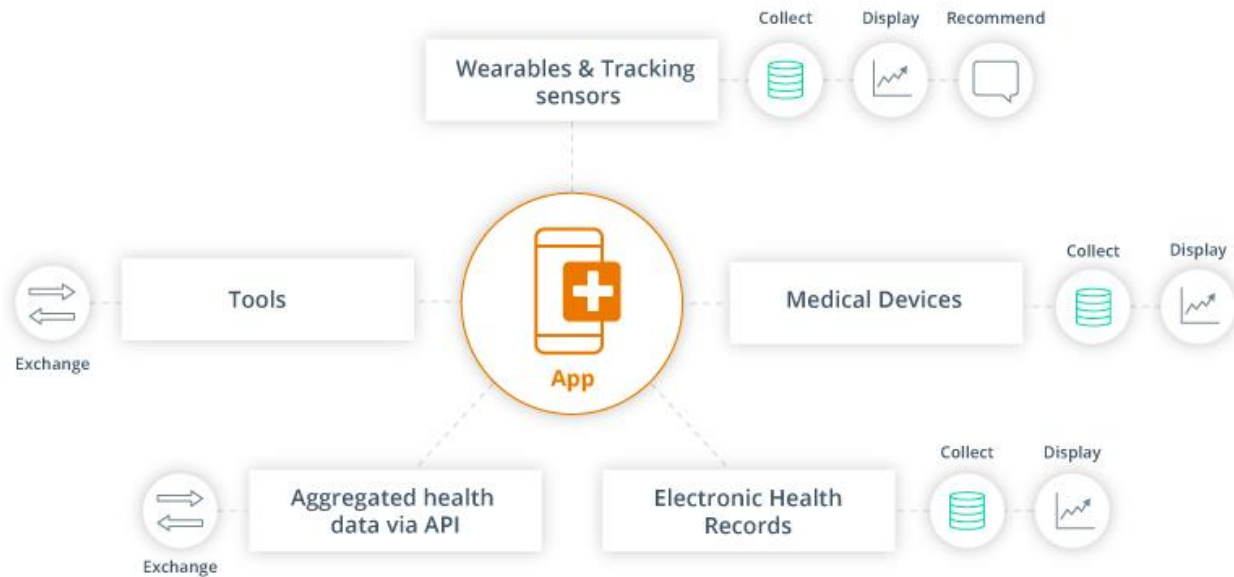 Collect
Display
Recommend
Wearables & Tracking
sensors
Tools
Exchange
App
Medical Devices
Collect
Display
Aggregated health
data via API
Exchange
Electronic Health
Records
Collect
Display